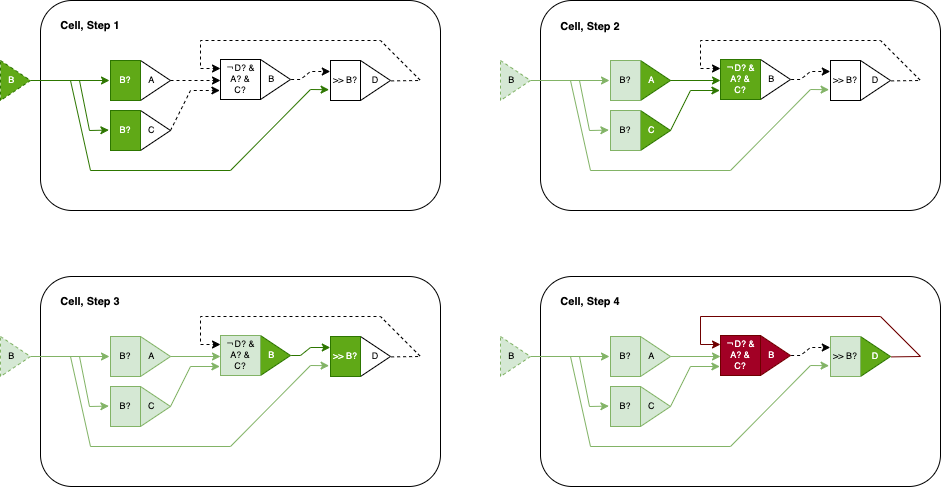 Cell, Step 1
B
B?
A
¬ D? &
A? &
C?
B
>> B?
D
B?
C
Cell, Step 2
B
B?
A
¬ D? &
A? &
C?
B
>> B?
D
B?
C
Cell, Step 3
B
B?
A
¬ D? &
A? &
C?
B
>> B?
D
B?
C
Cell, Step 4
B
B?
A
¬ D? &
A? &
C?
B
>> B?
D
B?
C